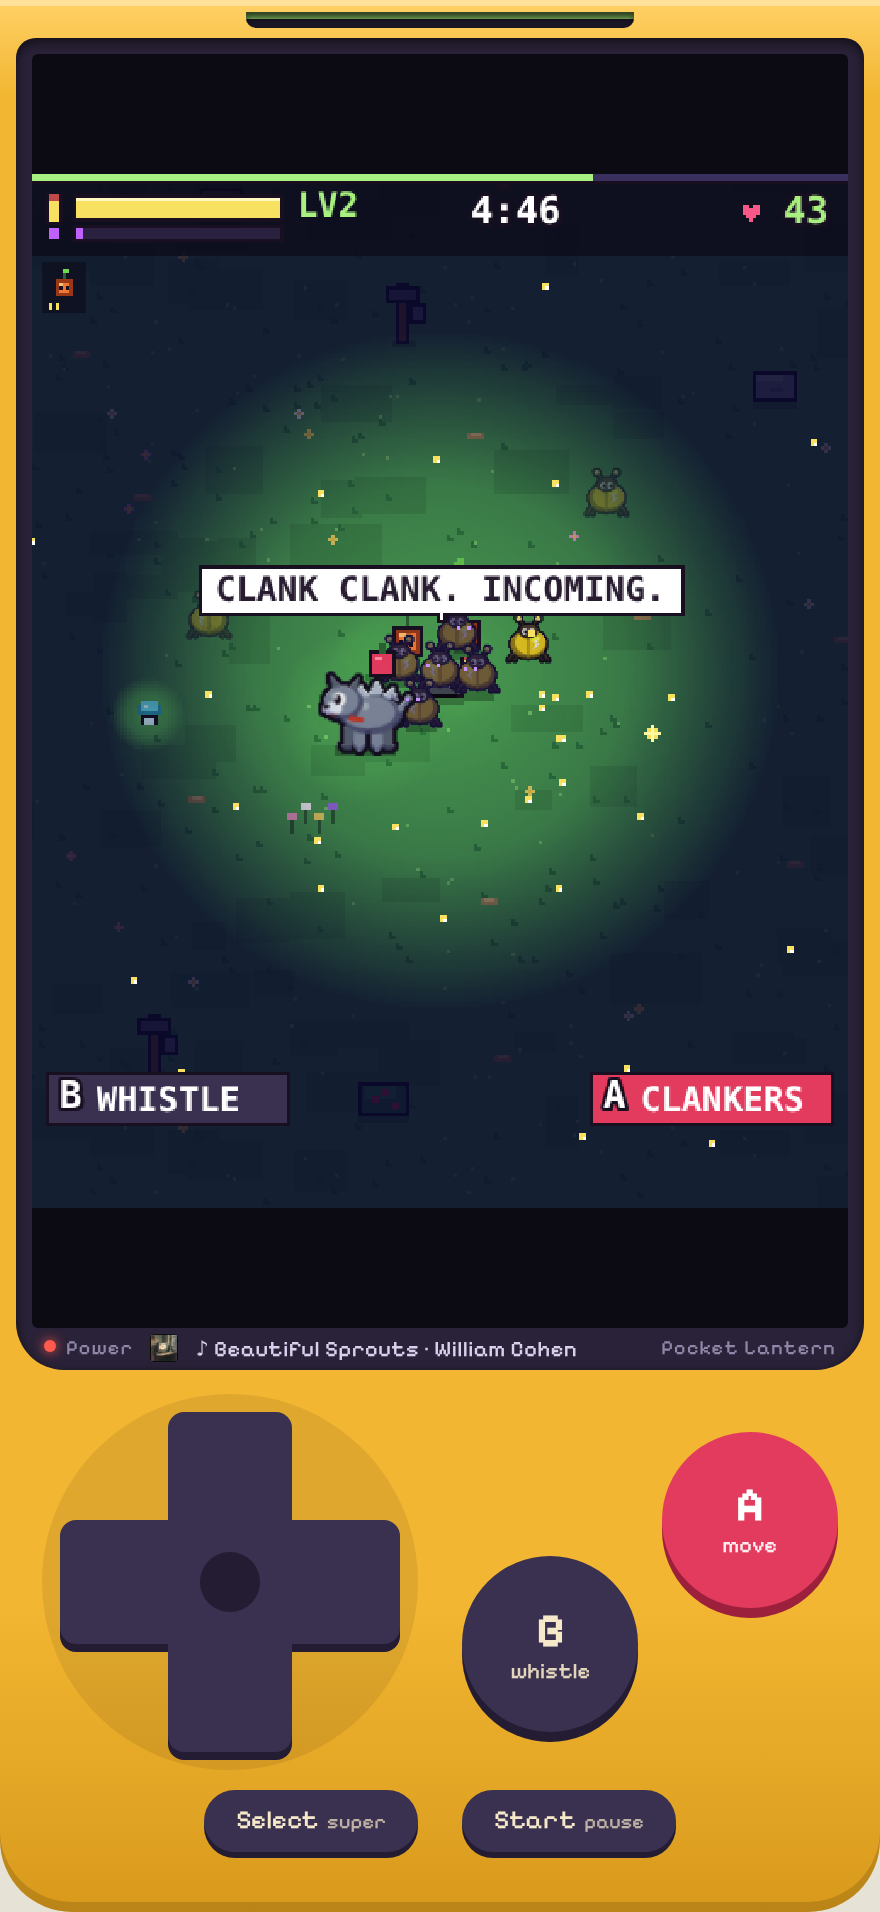 LV2
4:46
43
CLANK CLANK. INCOMING.
B WHISTLE
A CLANKERS
Power
♪ Beautiful Sprouts · William Cohen
Pocket Lantern
A
move
B
whistle
Select super
Start pause